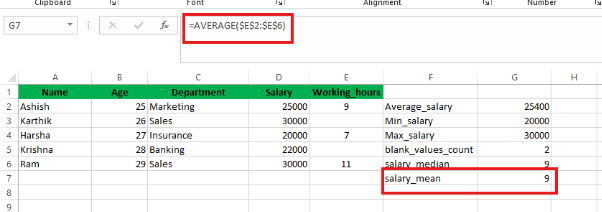 Clipboard Font Alignment Number
G7 fx =AVERAGE($E$2:$E$6)
A B C D E F G H
1 Name Age Department Salary Working_hours
2 Ashish 25 Marketing 25000 9 Average_salary 25400
3 Karthik 26 Sales 30000 Min_salary 20000
4 Harsha 27 Insurance 20000 7 Max_salary 30000
5 Krishna 28 Banking 22000 blank_values_count 2
6 Ram 29 Sales 30000 11 salary_median 9
7 salary_mean 9
8
9